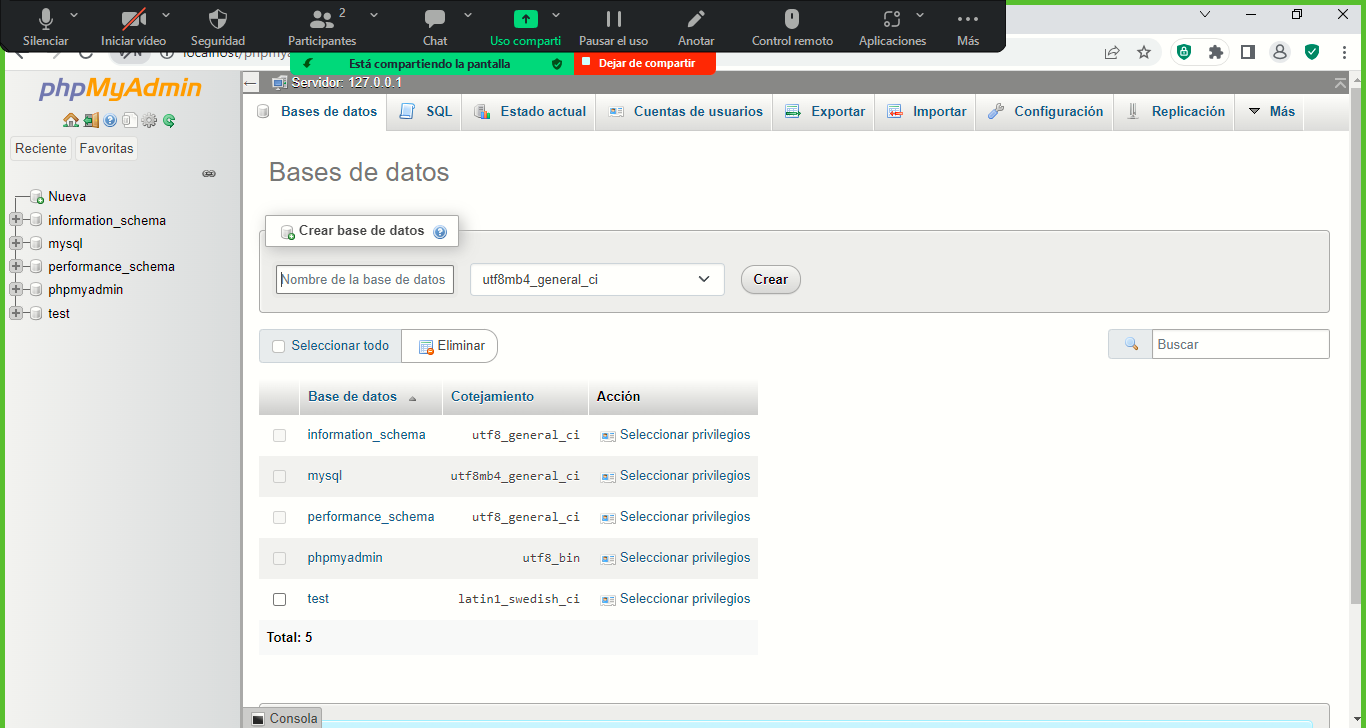 Silenciar
Iniciar vídeo
Seguridad
2
Participantes
Chat
Uso comparti
Pausar el uso
Anotar
Control remoto
Aplicaciones
Más
Está compartiendo la pantalla
Dejar de compartir
phpMyAdmin
Servidor: 127.0.0.1
Reciente
Favoritas
Nueva
information_schema
mysql
performance_schema
phpmyadmin
test
Bases de datos
SQL
Estado actual
Cuentas de usuarios
Exportar
Importar
Configuración
Replicación
Más
Bases de datos
Crear base de datos
Nombre de la base de datos
utf8mb4_general_ci
Crear
Seleccionar todo
Eliminar
Buscar
Base de datos
Cotejamiento
Acción
information_schema utf8_general_ci Seleccionar privilegios
mysql utf8mb4_general_ci Seleccionar privilegios
performance_schema utf8_general_ci Seleccionar privilegios
phpmyadmin utf8_bin Seleccionar privilegios
test latin1_swedish_ci Seleccionar privilegios
Total: 5
Consola